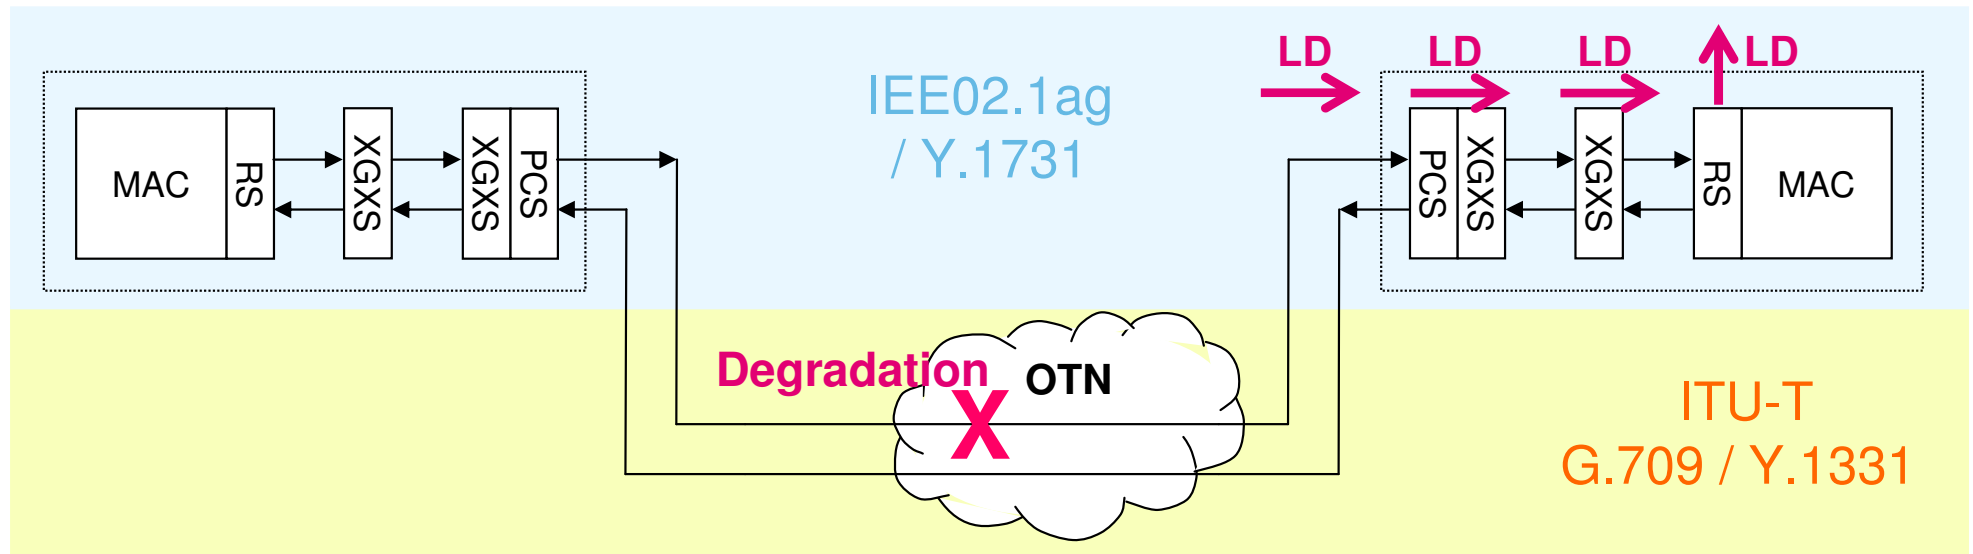 LD LD LD LD
IEE02.1ag
/ Y.1731
MAC RS XGXS XGXS PCS
PCS XGXS XGXS RS MAC
Degradation OTN
X
ITU-T
G.709 / Y.1331